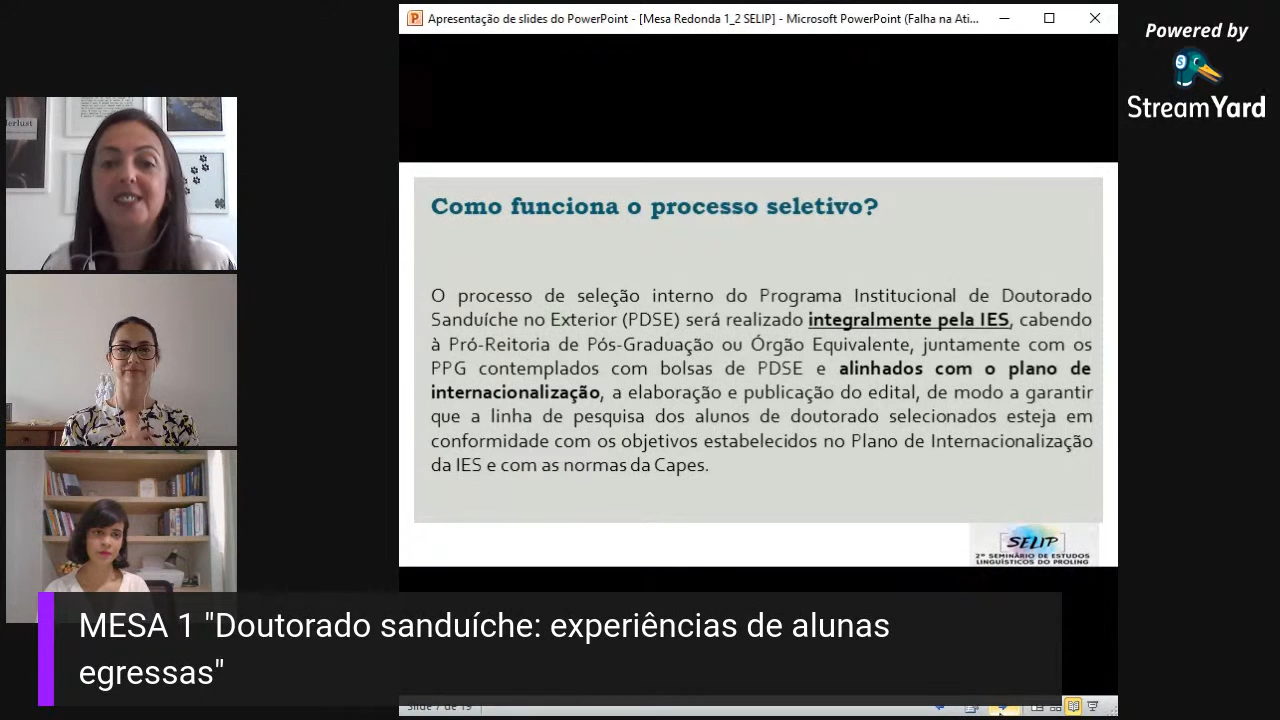 Apresentação de slides do PowerPoint - [Mesa Redonda 1_2 SELIP] - Microsoft PowerPoint (Falha na Ati...
Powered by
StreamYard
Como funciona o processo seletivo?
O processo de seleção interno do Programa Institucional de Doutorado
Sanduíche no Exterior (PDSE) será realizado integralmente pela IES, cabendo
à Pró-Reitoria de Pós-Graduação ou Órgão Equivalente, juntamente com os
PPG contemplados com bolsas de PDSE e alinhados com o plano de
internacionalização, a elaboração e publicação do edital, de modo a garantir
que a linha de pesquisa dos alunos de doutorado selecionados esteja em
conformidade com os objetivos estabelecidos no Plano de Internacionalização
da IES e com as normas da Capes.
SELIP
2º SEMINÁRIO DE ESTUDOS
LINGUÍSTICOS DO PROLING
MESA 1 "Doutorado sanduíche: experiências de alunas
egressas"
Slide 7 de 19